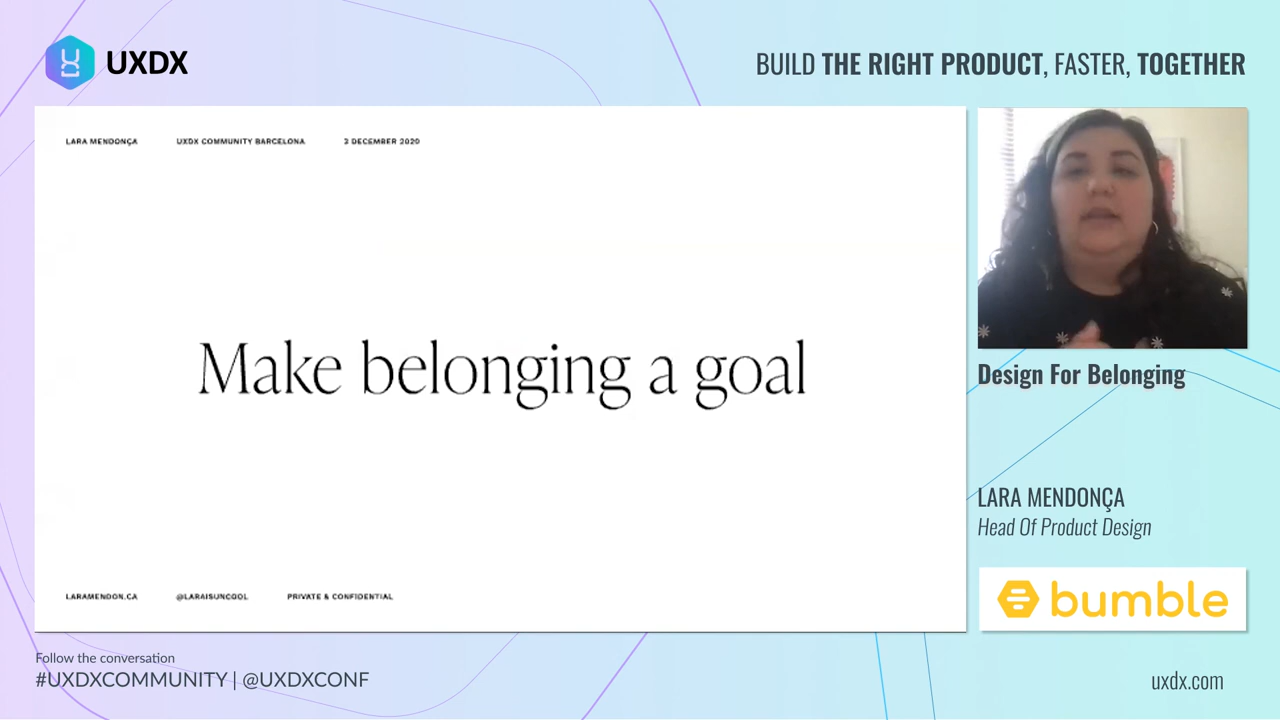 UXDX
BUILD THE RIGHT PRODUCT, FASTER, TOGETHER
LARA MENDONÇA UXDX COMMUNITY BARCELONA 3 DECEMBER 2020
Make belonging a goal
LARAMENDON.CA @LARAISUNCOOL PRIVATE & CONFIDENTIAL
Design For Belonging
LARA MENDONÇA
Head Of Product Design
bumble
Follow the conversation
#UXDXCOMMUNITY | @UXDXCONF
uxdx.com